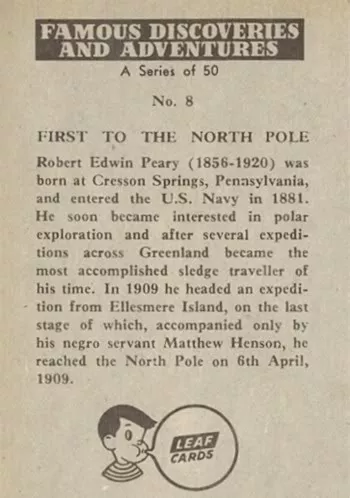 FAMOUS DISCOVERIES
AND ADVENTURES
A Series of 50
No. 8
FIRST TO THE NORTH POLE
Robert Edwin Peary (1856-1920) was
born at Cresson Springs, Pennsylvania,
and entered the U.S. Navy in 1881.
He soon became interested in polar
exploration and after several expedi-
tions across Greenland became the
most accomplished sledge traveller of
his time. In 1909 he headed an expedi-
tion from Ellesmere Island, on the last
stage of which, accompanied only by
his negro servant Matthew Henson, he
reached the North Pole on 6th April,
1909.
LEAF
CARDS